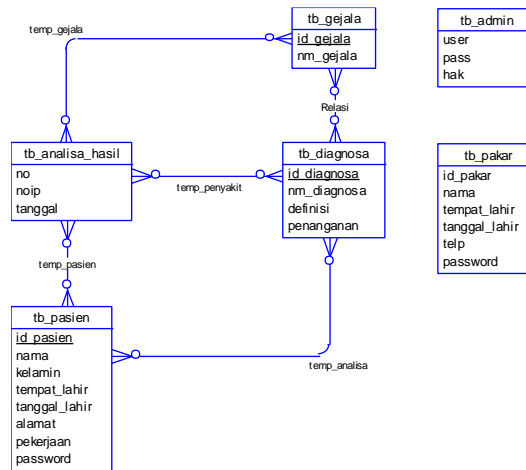 temp_gejala
tb_gejala
id_gejala
nm_gejala
tb_admin
user
pass
hak
Relasi
tb_analisa_hasil
no
noip
tanggal
temp_penyakit
tb_diagnosa
id_diagnosa
nm_diagnosa
definisi
penanganan
tb_pakar
id_pakar
nama
tempat_lahir
tanggal_lahir
telp
password
temp_pasien
tb_pasien
id_pasien
nama
kelamin
tempat_lahir
tanggal_lahir
alamat
pekerjaan
password
temp_analisa